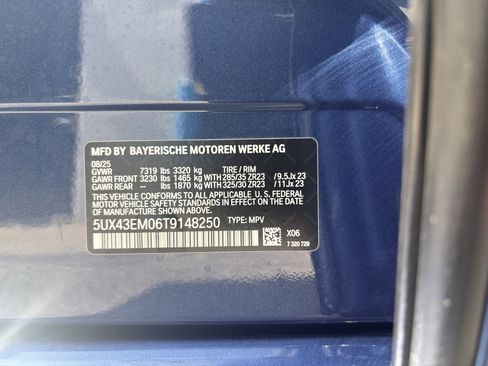 MFD BY BAYERISCHE MOTOREN WERKE AG
08/25
GVWR 7319 lbs 3320 kg TIRE / RIM
GAWR FRONT 3230 lbs 1465 kg WITH 285/35 ZR23 / 9.5Jx 23
GAWR REAR -- lbs 1870 kg WITH 325/30 ZR23 / 11Jx 23
THIS VEHICLE CONFORMS TO ALL APPLICABLE U. S. FEDERAL
MOTOR VEHICLE SAFETY STANDARDS IN EFFECT ON THE DATE OF
MANUFACTURE SHOWN ABOVE.
5UX43EM06T9148250 TYPE: MPV
X06
7 320 729